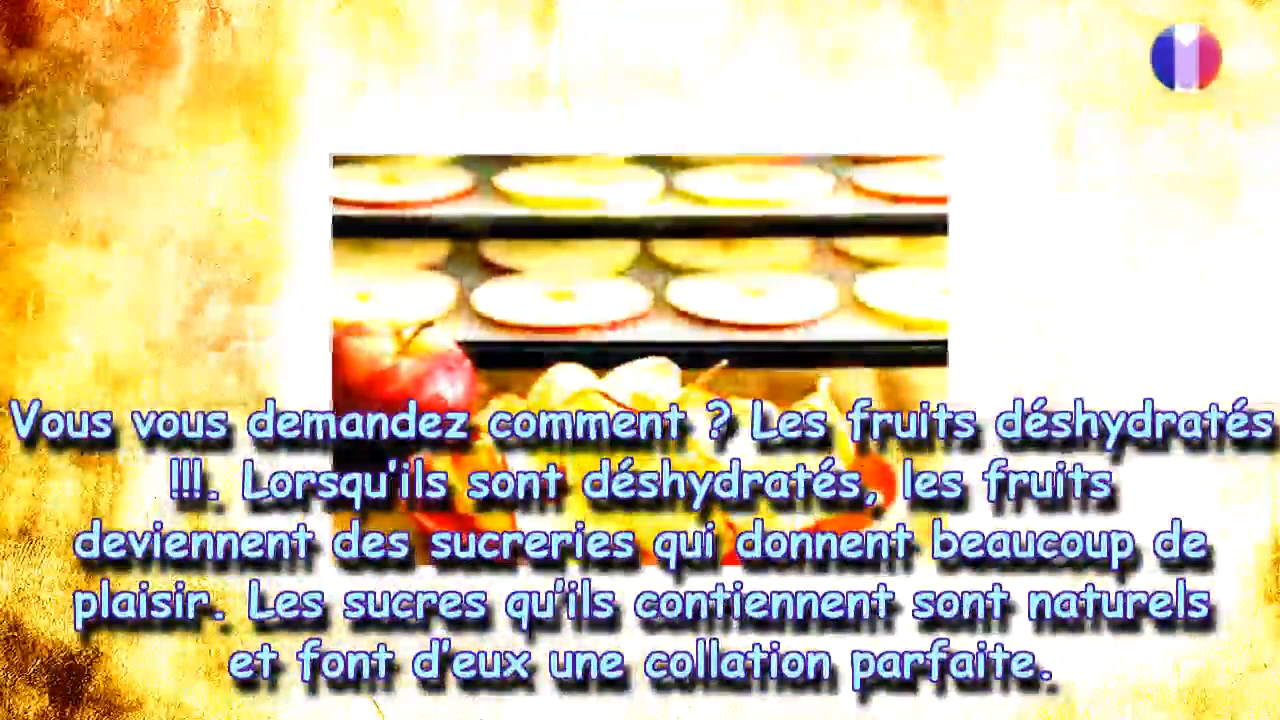 Vous vous demandez comment ? Les fruits déshydratés
!!!. Lorsqu'ils sont déshydratés, les fruits
deviennent des sucreries qui donnent beaucoup de
plaisir. Les sucres qu'ils contiennent sont naturels
et font d'eux une collation parfaite.